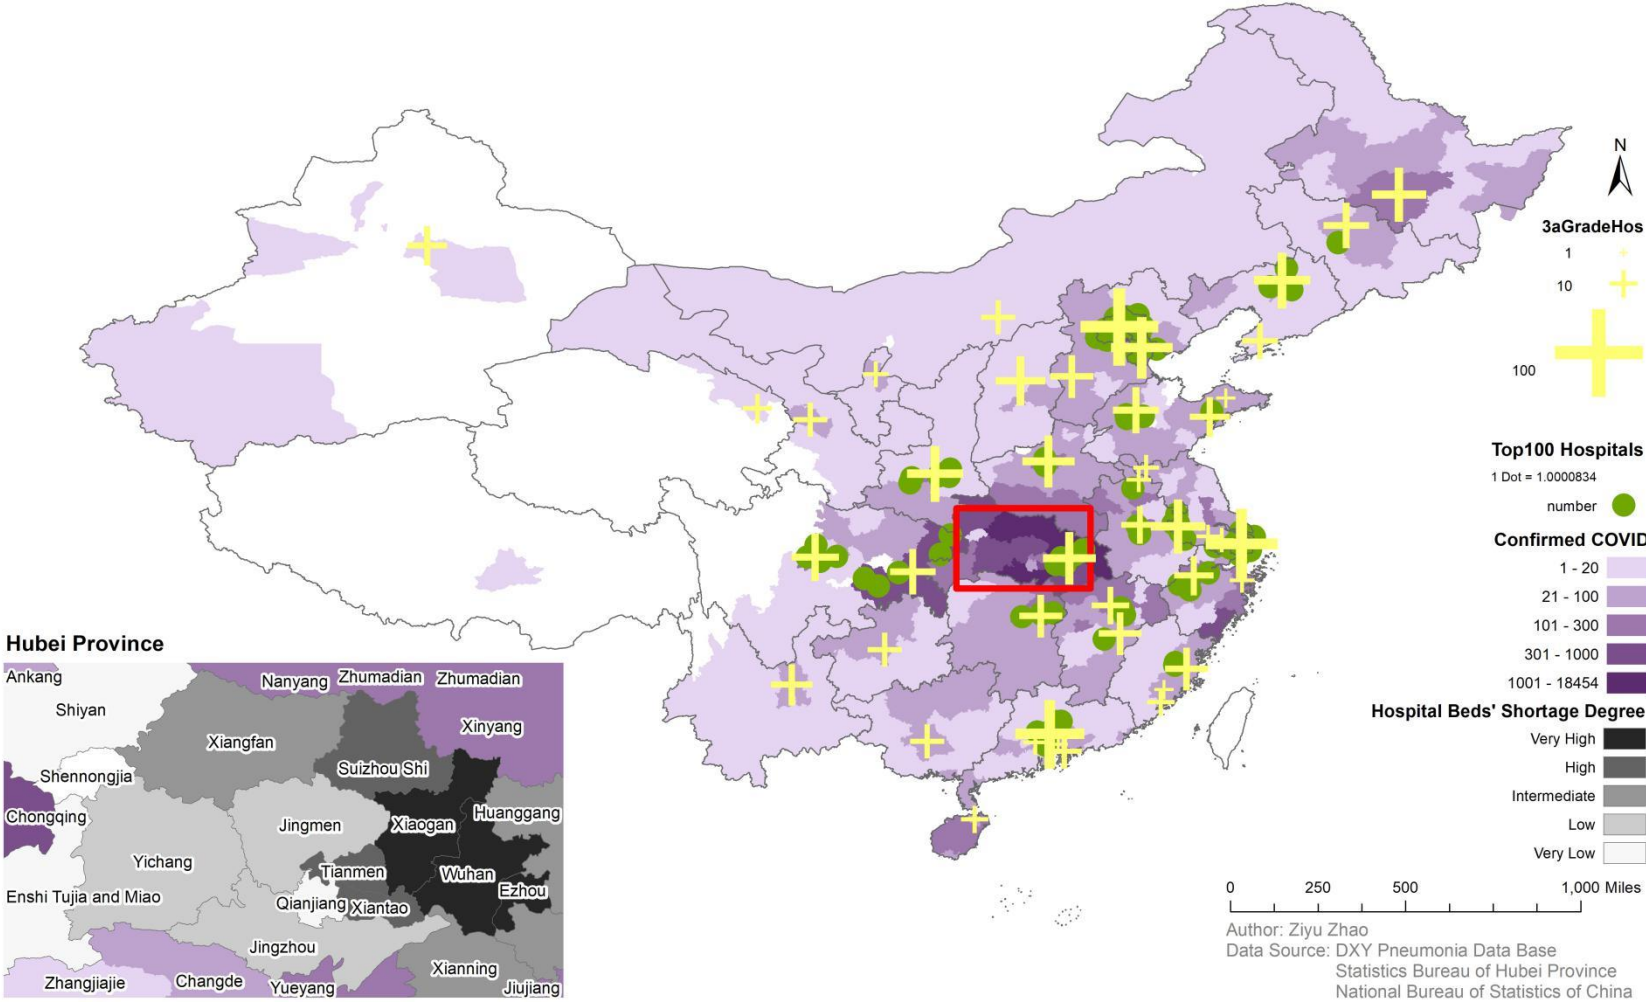 N
3aGradeHos
1
10
100
Top100 Hospitals
1 Dot = 1.0000834
number
Confirmed COVID
1 - 20
21 - 100
101 - 300
301 - 1000
1001 - 18454
Hospital Beds' Shortage Degree
Very High
High
Intermediate
Low
Very Low
0 250 500 1,000 Miles
Author: Ziyu Zhao
Data Source: DXY Pneumonia Data Base
Statistics Bureau of Hubei Province
National Bureau of Statistics of China
Hubei Province
Ankang
Nanyang
Zhumadian
Zhumadian
Shiyan
Xinyang
Xiangfan
Suizhou Shi
Shennongjia
Chongqing
Jingmen
Xiaogan
Huanggang
Yichang
Tianmen
Wuhan
Ezhou
Enshi Tujia and Miao
Qianjiang
Xiantao
Jingzhou
Xianning
Zhangjiajie
Changde
Yueyang
Jiujiang